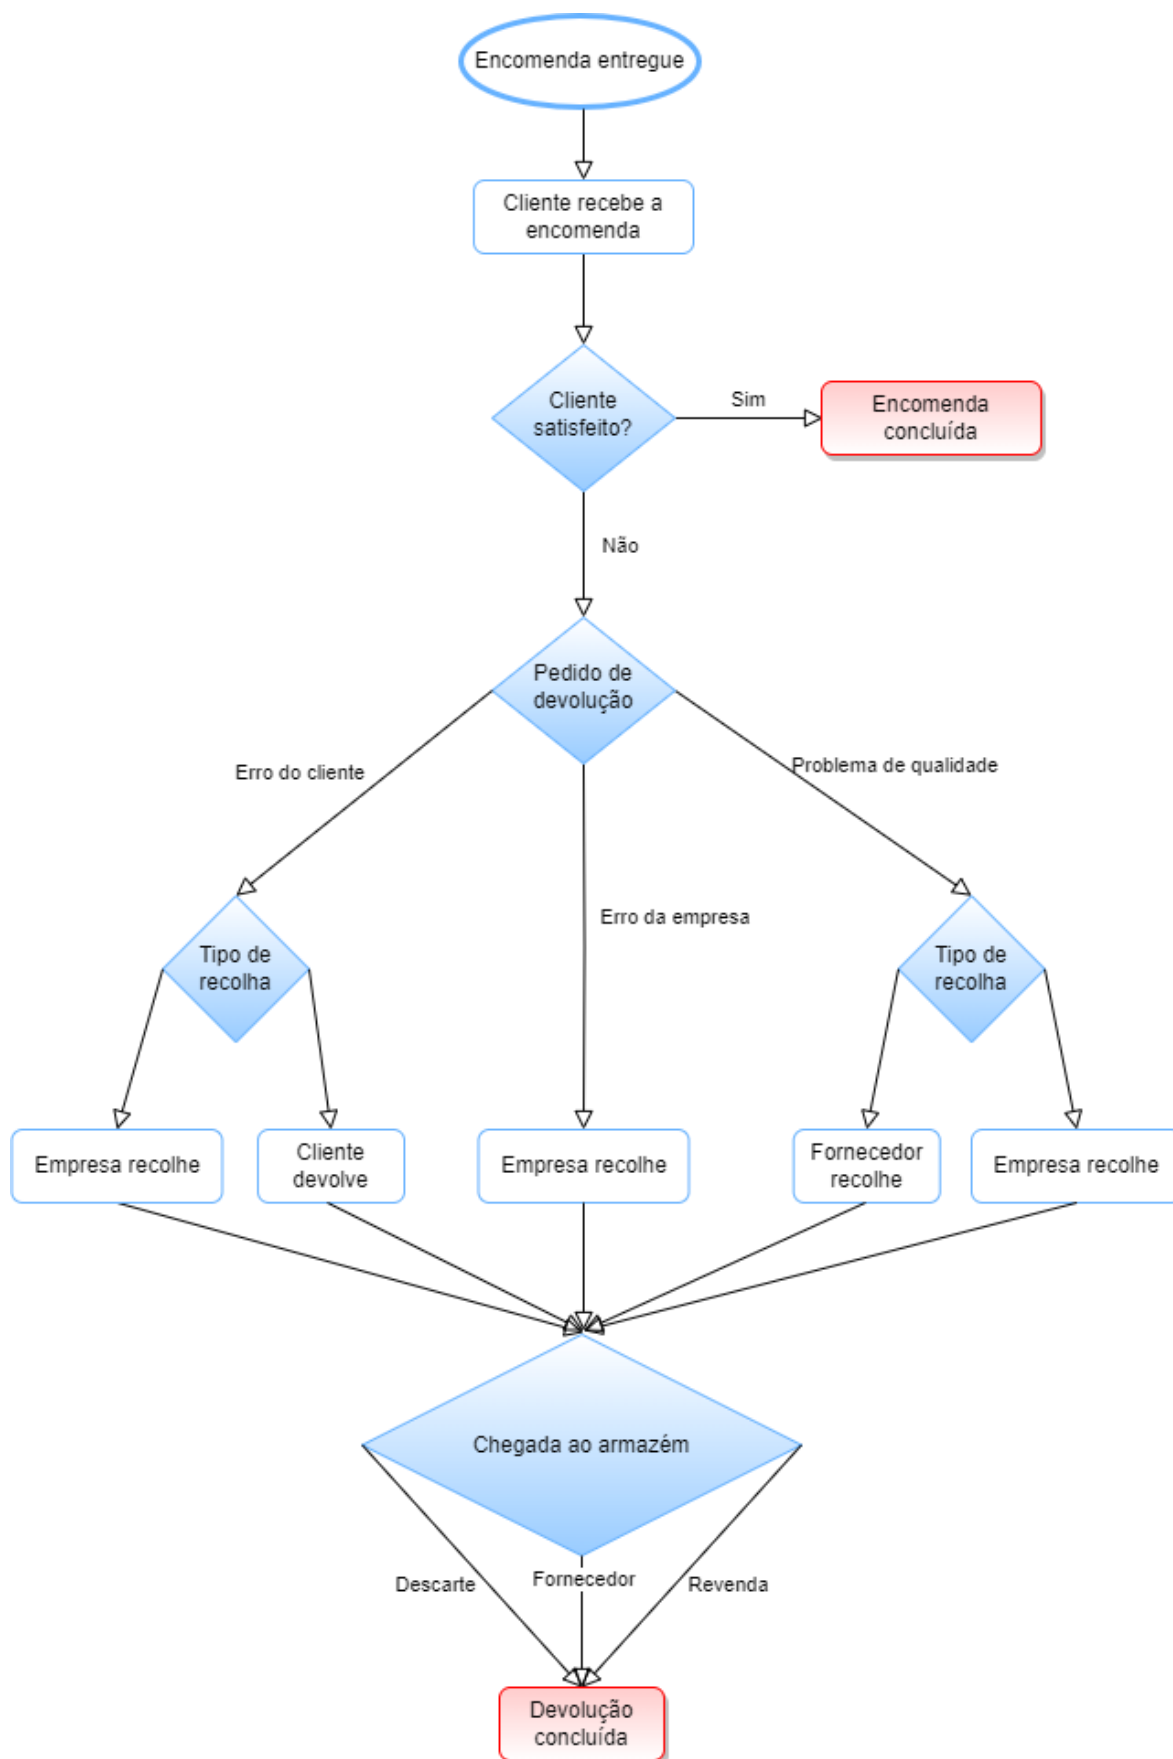 Encomenda entregue
Cliente recebe a
encomenda
Cliente
satisfeito?
Sim
Encomenda
concluída
Não
Pedido de
devolução
Erro do cliente
Problema de qualidade
Erro da empresa
Tipo de
recolha
Tipo de
recolha
Empresa recolhe
Cliente
devolve
Empresa recolhe
Fornecedor
recolhe
Empresa recolhe
Chegada ao armazém
Descarte
Fornecedor
Revenda
Devolução
concluída